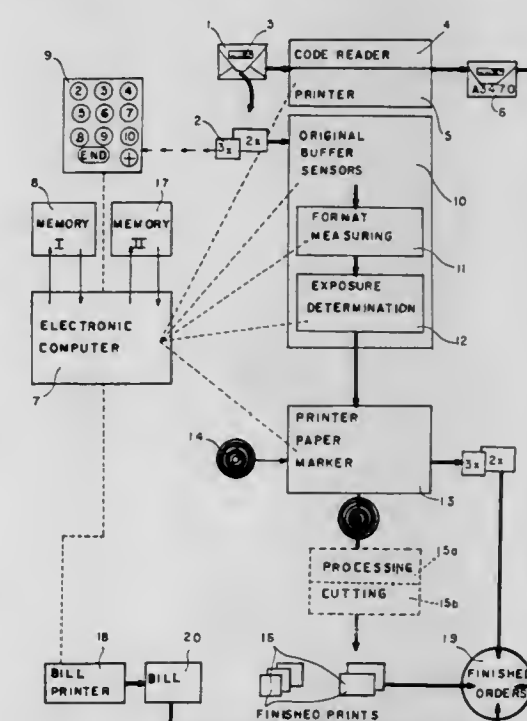 1
3
4
9
CODE READER
PRINTER
A3470
6
5
2 3 4
5 6 7
8 9 10
END +
2
3x 2x
ORIGINAL
BUFFER
SENSORS
10
8
17
MEMORY
I
MEMORY
II
FORMAT
MEASURING
11
EXPOSURE
DETERMINATION
12
ELECTRONIC
COMPUTER
7
14
PRINTER
PAPER
MARKER
13
3x 2x
PROCESSING
15a
CUTTING
15b
18
20
16
19
BILL
PRINTER
BILL
FINISHED PRINTS
FINISHED
ORDERS